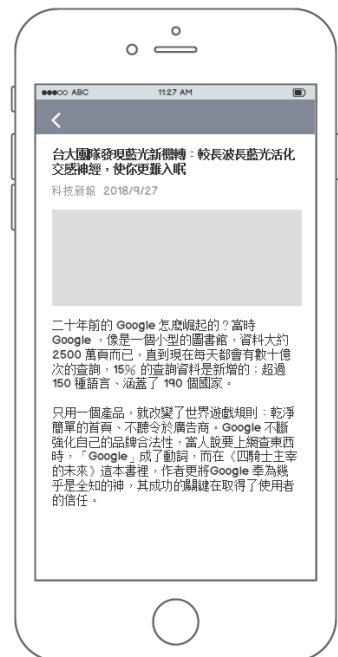 ABC 11:27 AM
台大團隊發現藍光新機轉：較長波長藍光活化
交感神經，使你更難入眠
科技新報 2018/9/27
二十年前的 Google 怎麼崛起的？當時
Google ，像是一個小型的圖書館，資料大約
2500 萬頁而已，直到現在每天都會有數十億
次的查詢，15% 的查詢資料是新增的；超過
150 種語言、涵蓋了 190 個國家。
只用一個產品，就改變了世界遊戲規則：乾淨
簡單的首頁、不聽令於廣告商。Google 不斷
強化自己的品牌合法性，當人說要上網查東西
時，「Google」成了動詞，而在《四騎士主宰
的未來》這本書裡，作者更將Google 奉為幾
乎是全知的神，其成功的關鍵在取得了使用者
的信任。